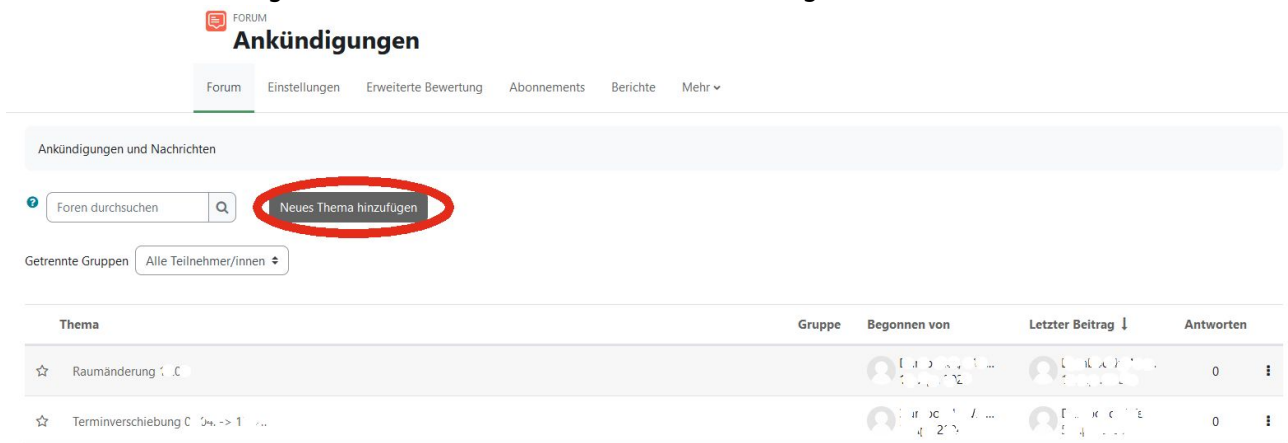 FORUM
Ankündigungen
Forum Einstellungen Erweiterte Bewertung Abonnements Berichte Mehr
Ankündigungen und Nachrichten
Foren durchsuchen Neues Thema hinzufügen
Getrennte Gruppen Alle Teilnehmer/innen
Thema Gruppe Begonnen von Letzter Beitrag Antworten
Raumänderung 0
Terminverschiebung 0